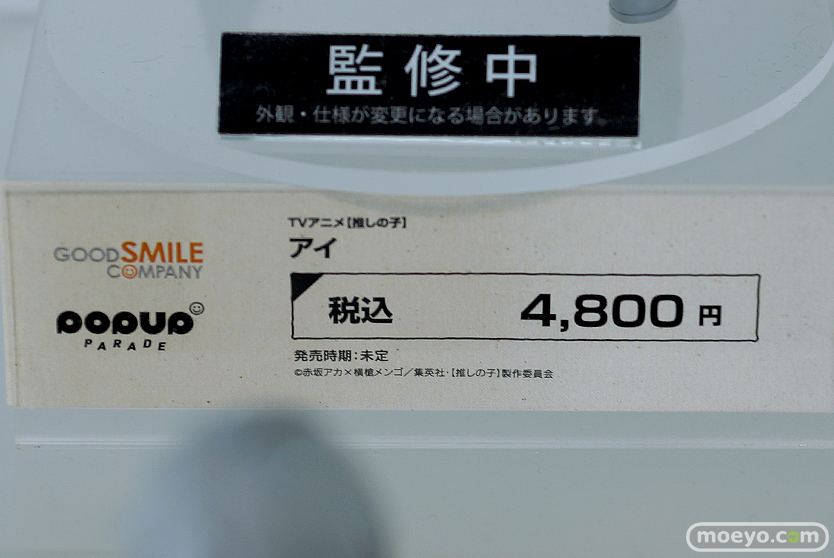 監修中
外観・仕様が変更になる場合があります。
TVアニメ【推しの子】
アイ
GOOD SMILE
COMPANY
税込 4,800 円
POPUP
PARADE
発売時期:未定
©赤坂アカ×横槍メンゴ／集英社・【推しの子】製作委員会
moeyo.com